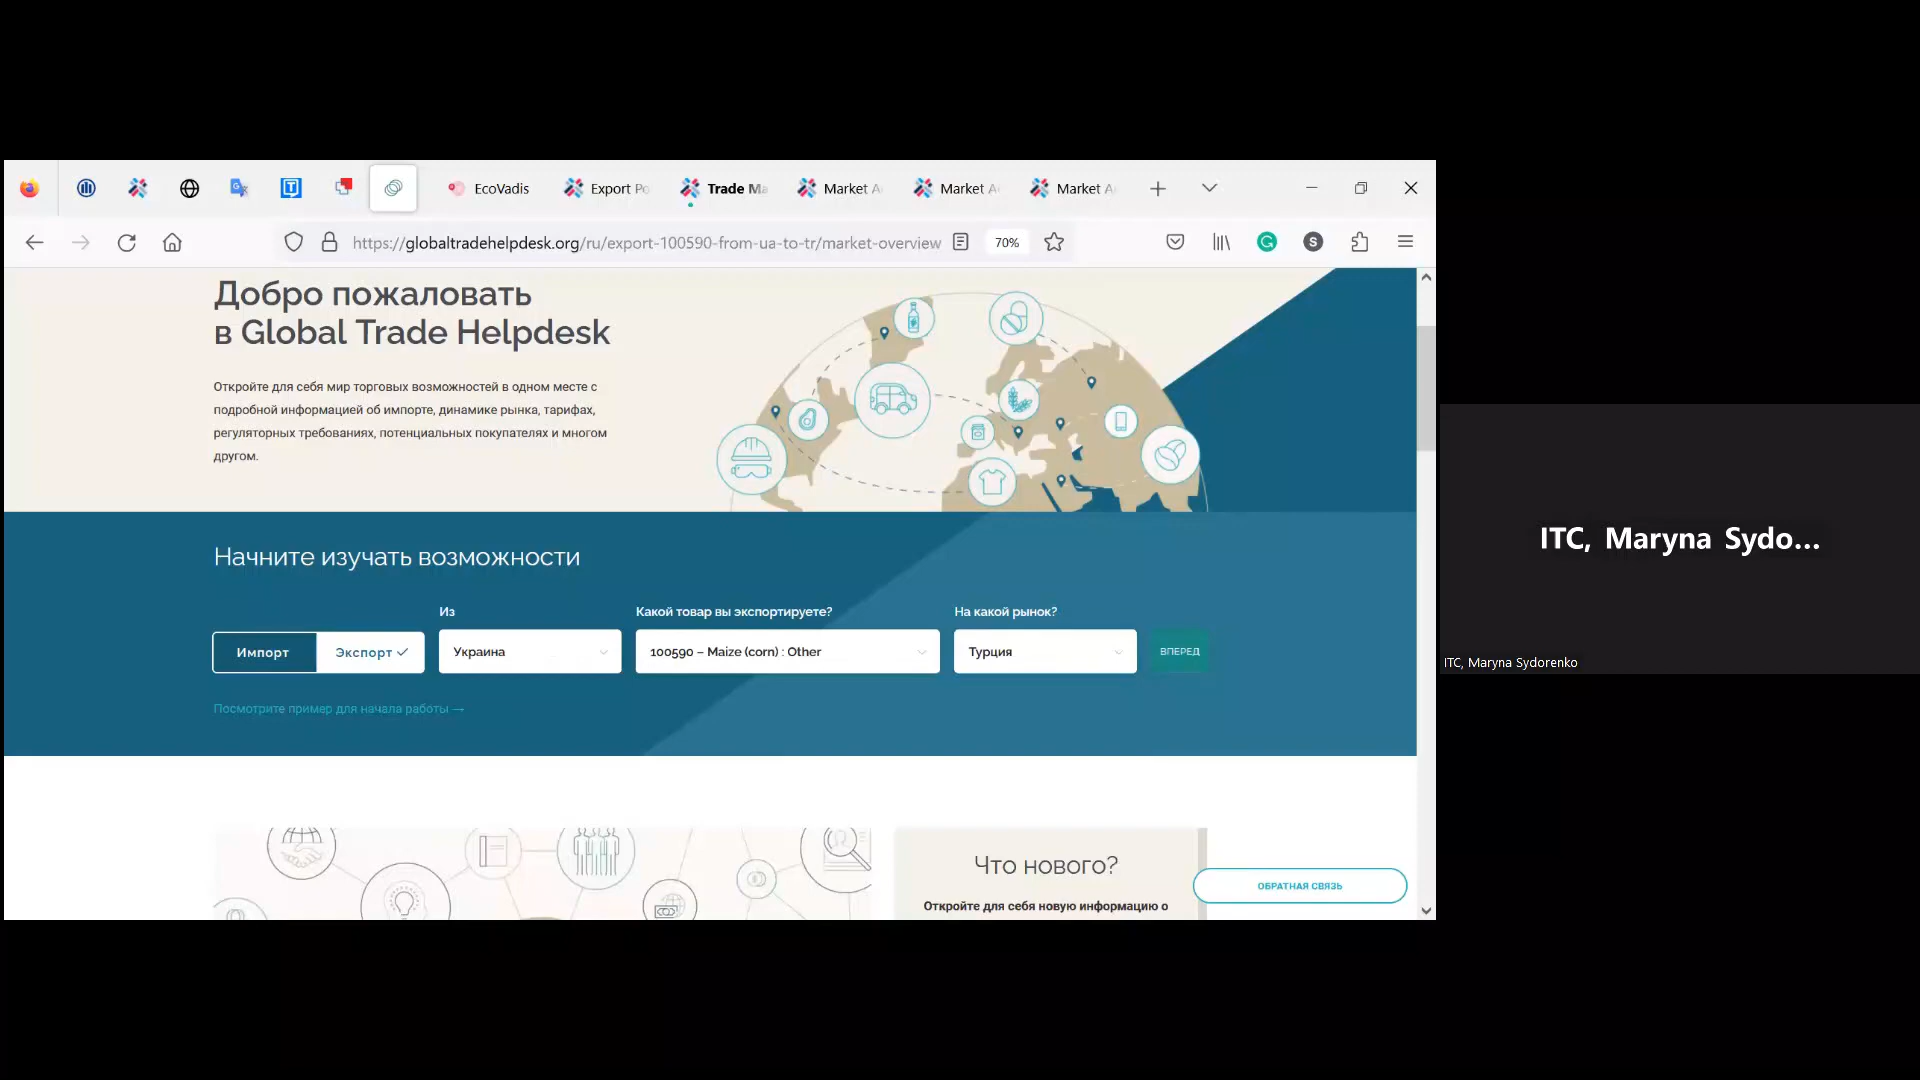 EcoVadis
Export Po
Trade Ma
Market A
Market A
Market A
https://globaltradehelpdesk.org/ru/export-100590-from-ua-to-tr/market-overview
70%
Добро пожаловать
в Global Trade Helpdesk
Откройте для себя мир торговых возможностей в одном месте с
подробной информацией об импорте, динамике рынка, тарифах,
регуляторных требованиях, потенциальных покупателях и многом
другом.
Начните изучать возможности
Из
Какой товар вы экспортируете?
На какой рынок?
Импорт
Экспорт
Украина
100590 – Maize (corn) : Other
Турция
ВПЕРЕД
Посмотрите пример для начала работы →
Что нового?
Откройте для себя новую информацию о
ОБРАТНАЯ СВЯЗЬ
ITC, Maryna Sydo...
ITC, Maryna Sydorenko